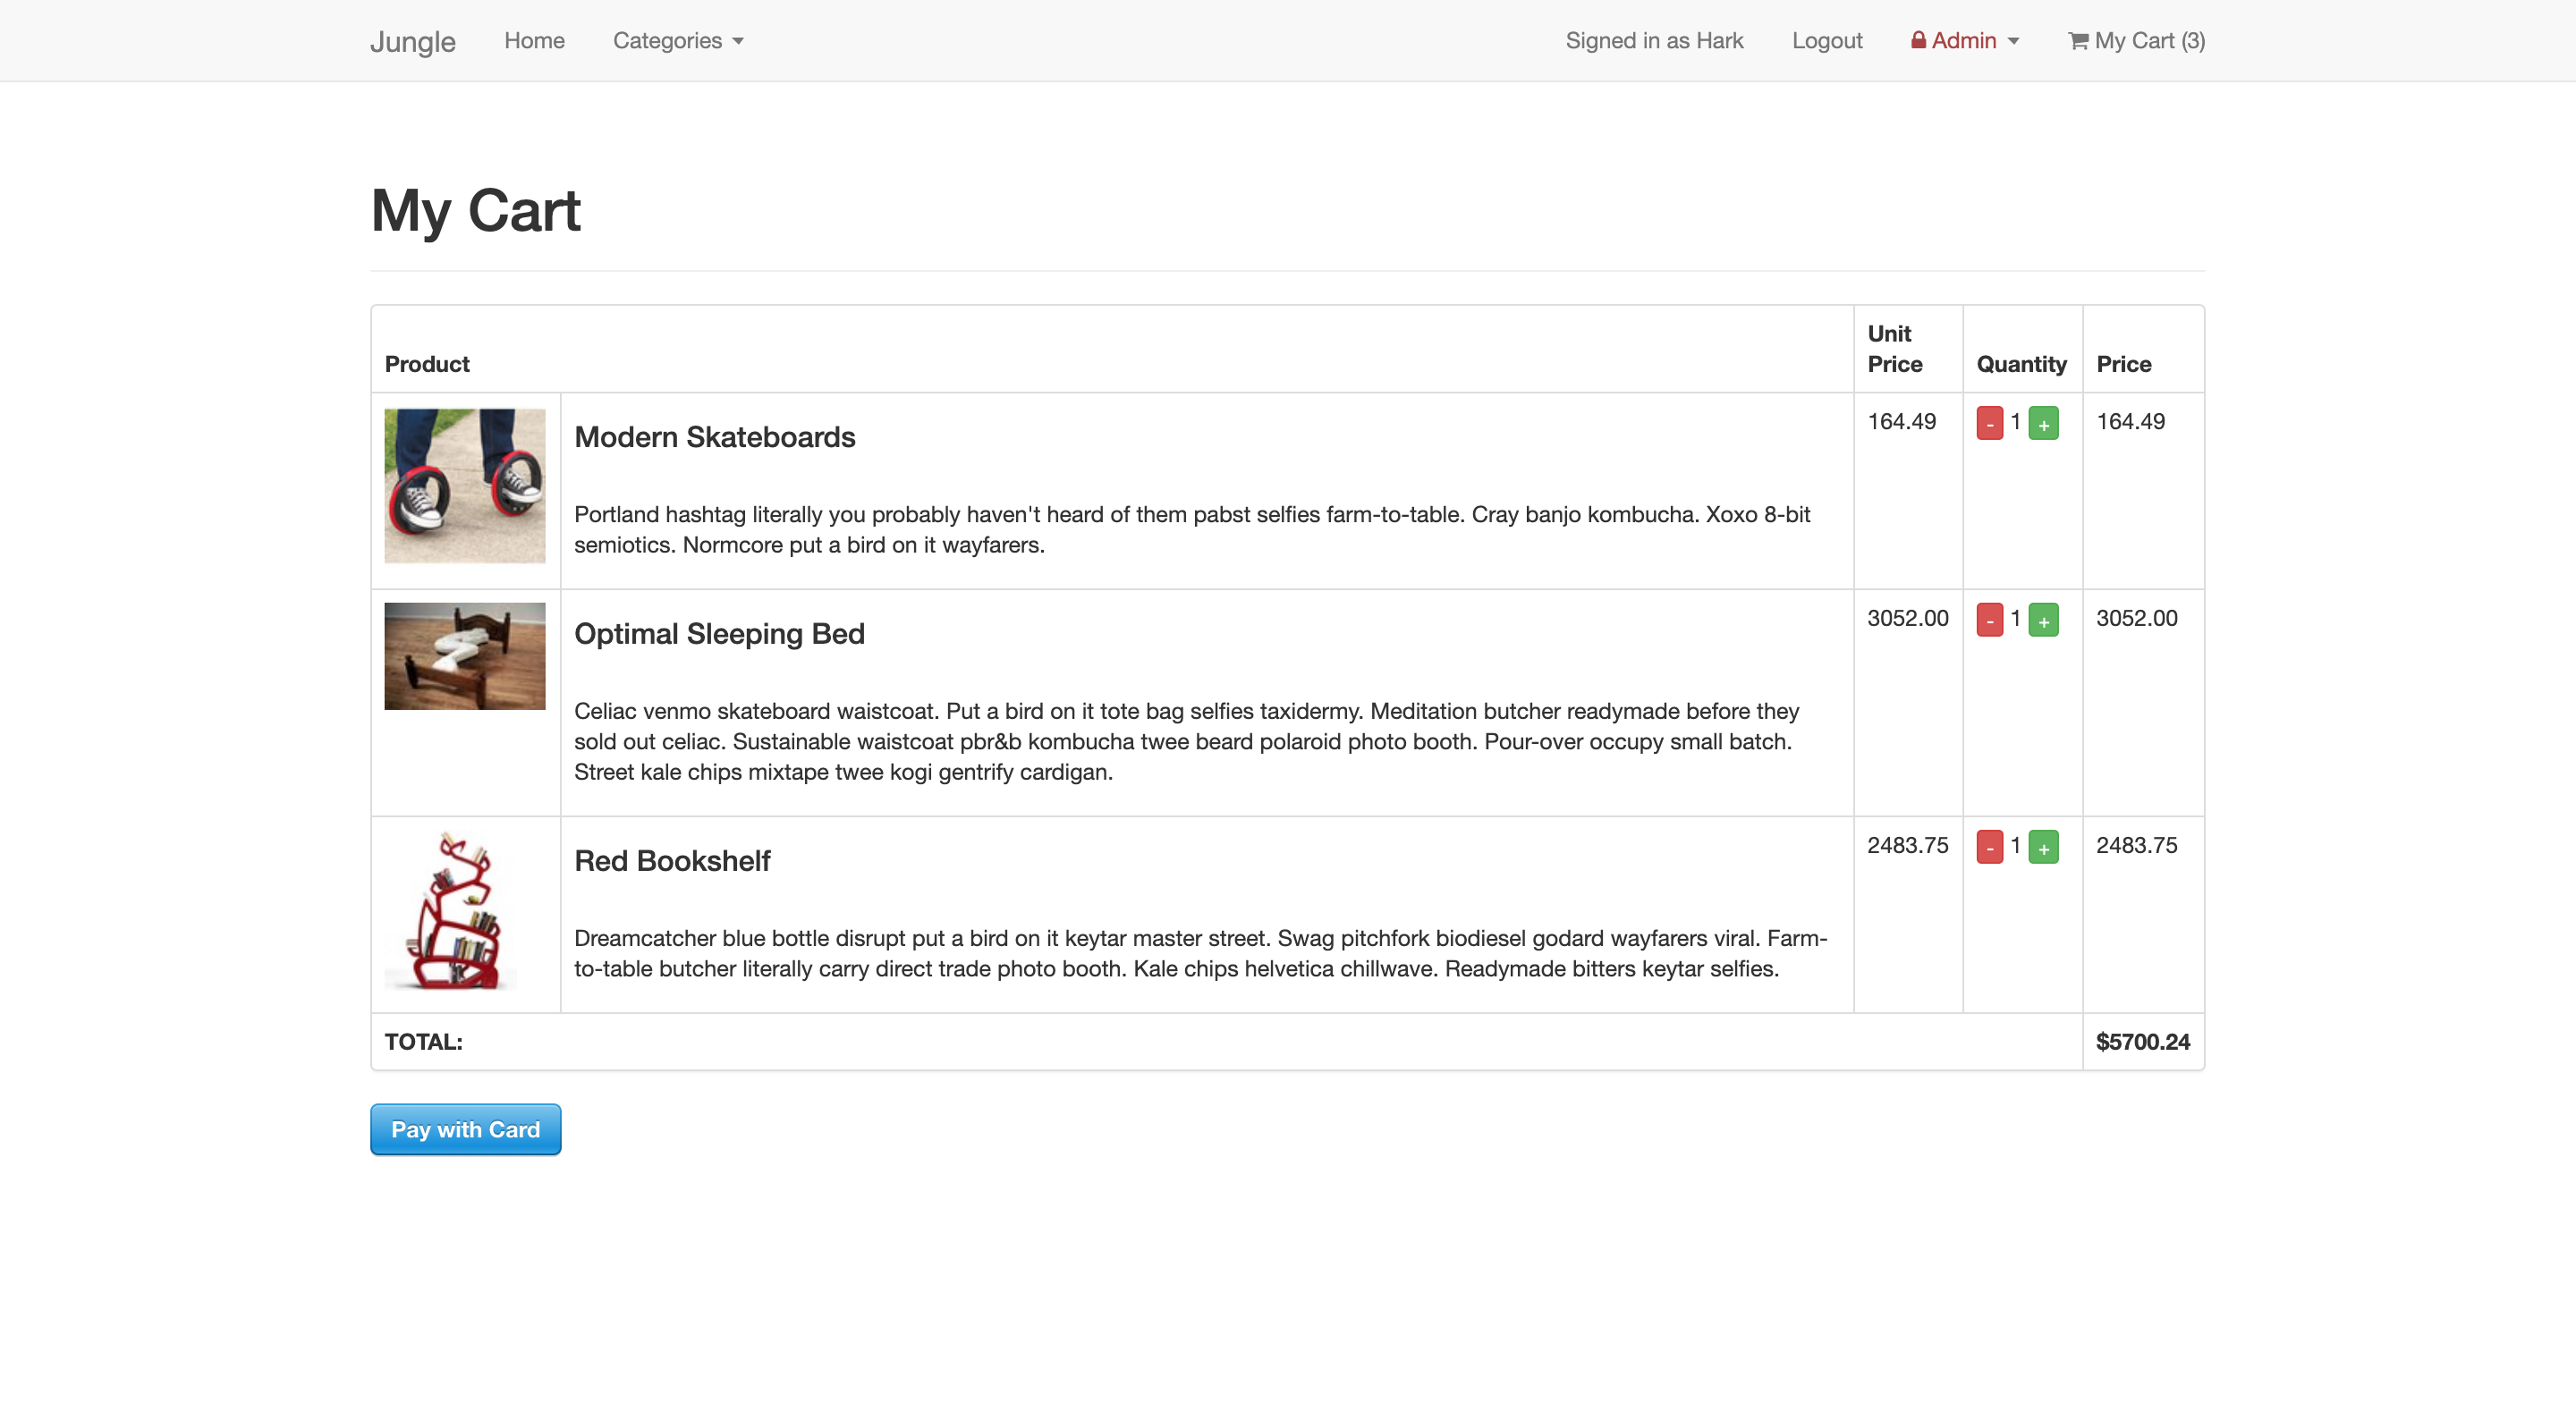 Jungle Home Categories Signed in as Hark Logout Admin My Cart (3)
My Cart
Product Unit Price Quantity Price
Modern Skateboards 164.49 - 1 + 164.49
Portland hashtag literally you probably haven't heard of them pabst selfies farm-to-table. Cray banjo kombucha. Xoxo 8-bit
semiotics. Normcore put a bird on it wayfarers.
Optimal Sleeping Bed 3052.00 - 1 + 3052.00
Celiac venmo skateboard waistcoat. Put a bird on it tote bag selfies taxidermy. Meditation butcher readymade before they
sold out celiac. Sustainable waistcoat pbr&b kombucha twee beard polaroid photo booth. Pour-over occupy small batch.
Street kale chips mixtape twee kogi gentrify cardigan.
Red Bookshelf 2483.75 - 1 + 2483.75
Dreamcatcher blue bottle disrupt put a bird on it keytar master street. Swag pitchfork biodiesel godard wayfarers viral. Farm-
to-table butcher literally carry direct trade photo booth. Kale chips helvetica chillwave. Readymade bitters keytar selfies.
TOTAL: $5700.24
Pay with Card